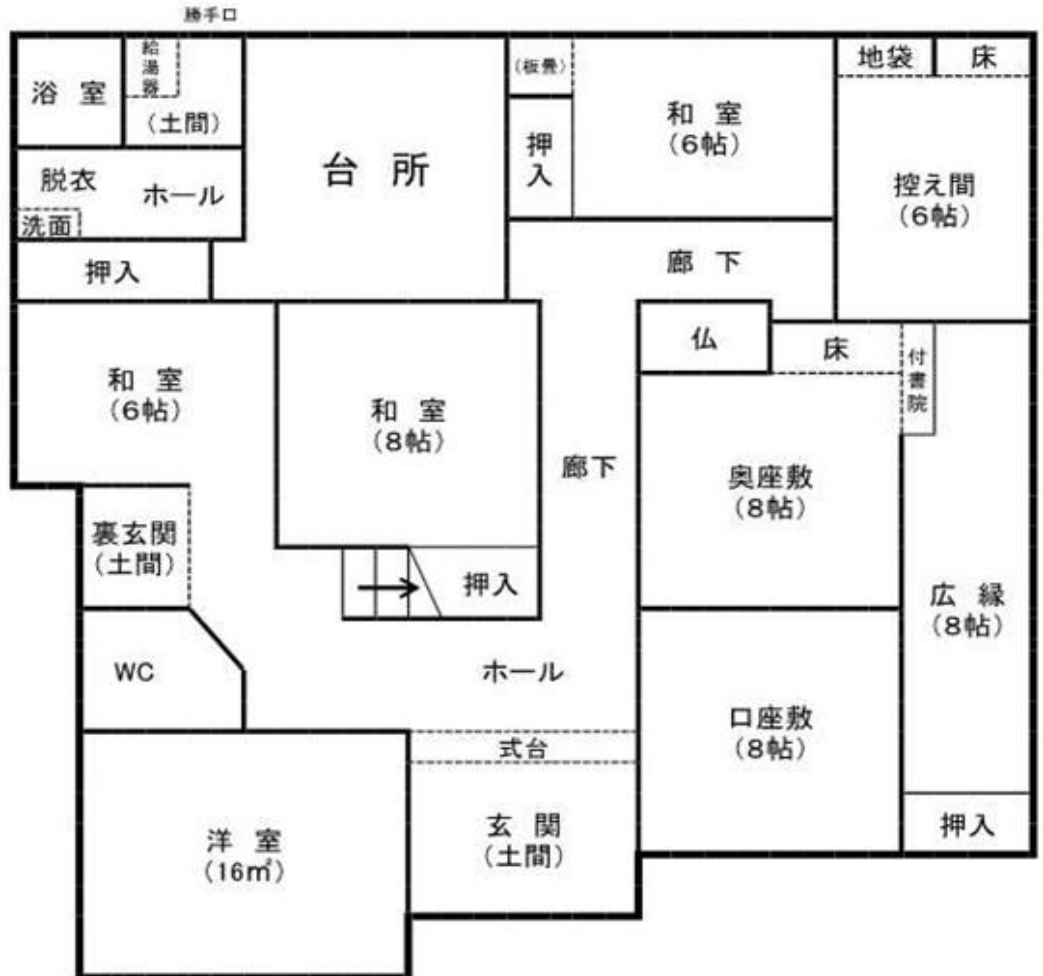 勝手口
浴 室
給湯器
(土間)
台 所
(板畳)
押入
和 室
(6帖)
地袋
床
控え間
(6帖)
脱衣
ホール
洗面
押入
廊 下
和 室
(6帖)
和 室
(8帖)
仏
床
付書院
廊下
奥座敷
(8帖)
裏玄関
(土間)
押入
広 縁
(8帖)
WC
ホール
口座敷
(8帖)
式台
洋 室
(16㎡)
玄 関
(土間)
押入